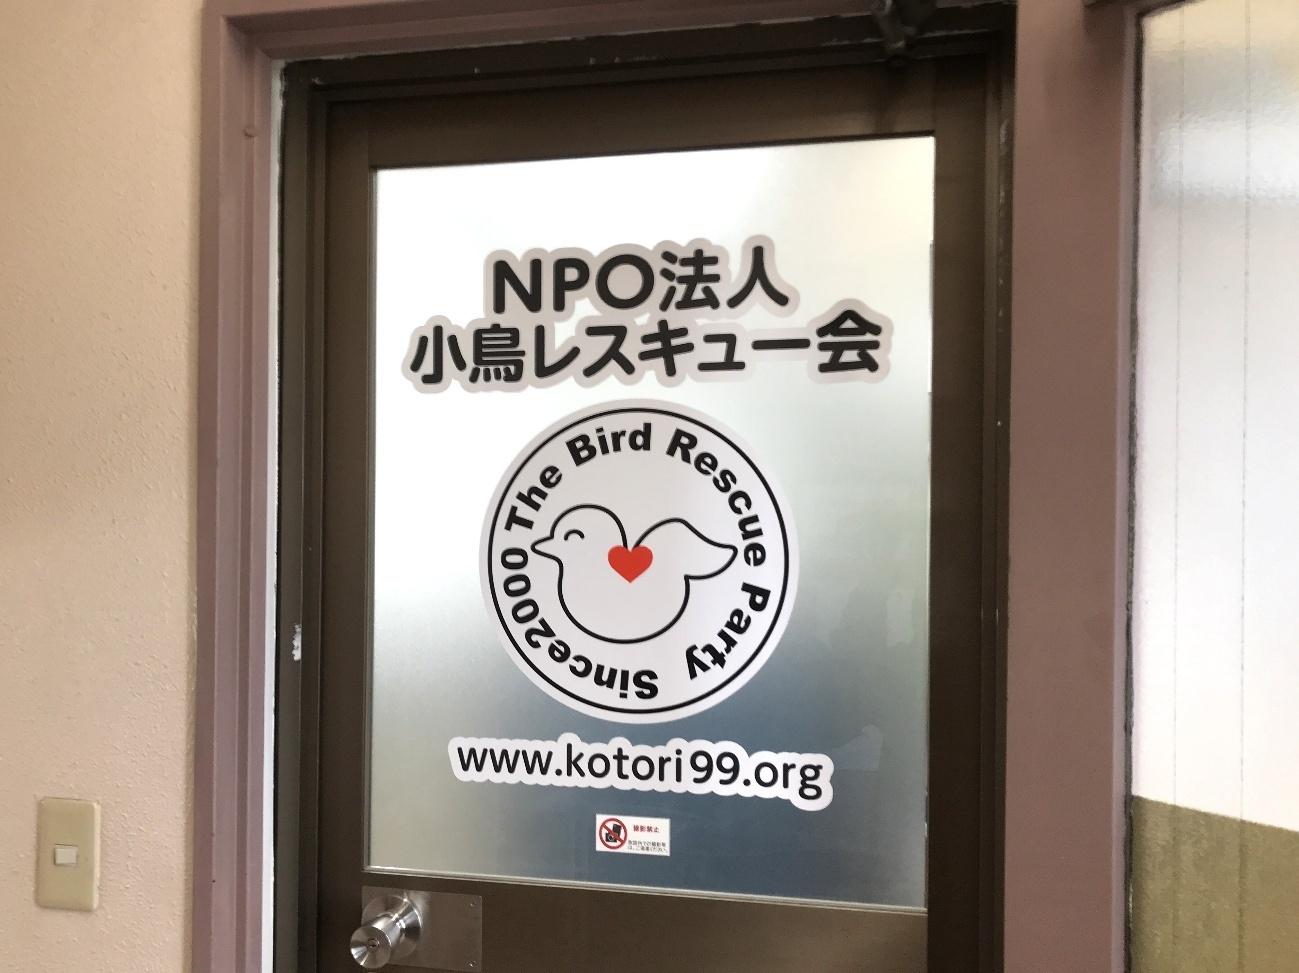 NPO法人
小鳥レスキュー会
The Bird Rescue Party Since2000
www.kotori99.org
撮影禁止